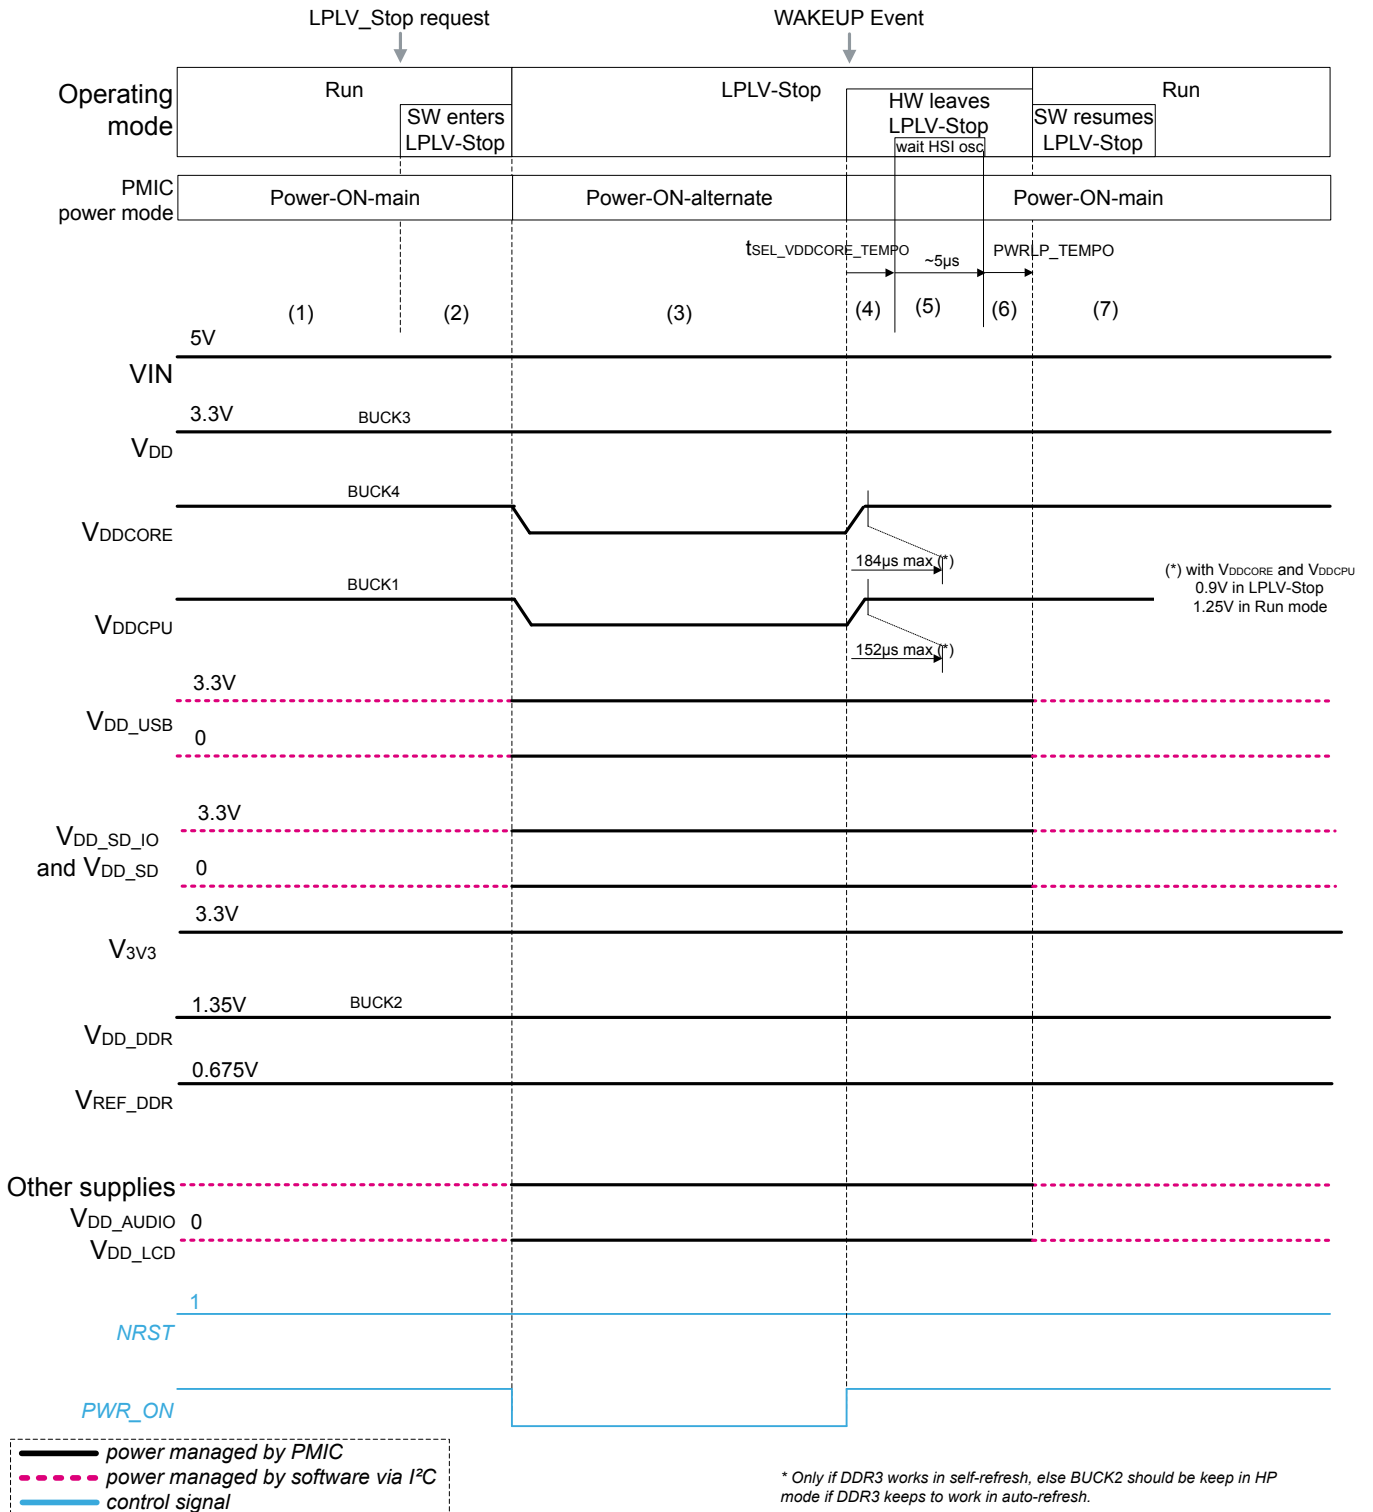 LPLV_Stop request
WAKEUP Event
Operating
mode
Run
LPLV-Stop
Run
SW enters
LPLV-Stop
HW leaves
LPLV-Stop
wait HSI osc
SW resumes
LPLV-Stop
PMIC
power mode
Power-ON-main
Power-ON-alternate
Power-ON-main
tSEL_VDDCORE_TEMPO
~5µs
PWRLP_TEMPO
(1)
(2)
(3)
(4)
(5)
(6)
(7)
5V
VIN
3.3V
BUCK3
VDD
BUCK4
VDDCORE
184µs max (*)
BUCK1
VDDCPU
152µs max (*)
(*) with VDDCORE and VDDCPU
0.9V in LPLV-Stop
1.25V in Run mode
3.3V
VDD_USB
0
3.3V
VDD_SD_IO
and VDD_SD
0
3.3V
V3V3
1.35V
BUCK2
VDD_DDR
0.675V
VREF_DDR
Other supplies
VDD_AUDIO
0
VDD_LCD
1
NRST
PWR_ON
power managed by PMIC
power managed by software via I²C
control signal
* Only if DDR3 works in self-refresh, else BUCK2 should be keep in HP
mode if DDR3 keeps to work in auto-refresh.